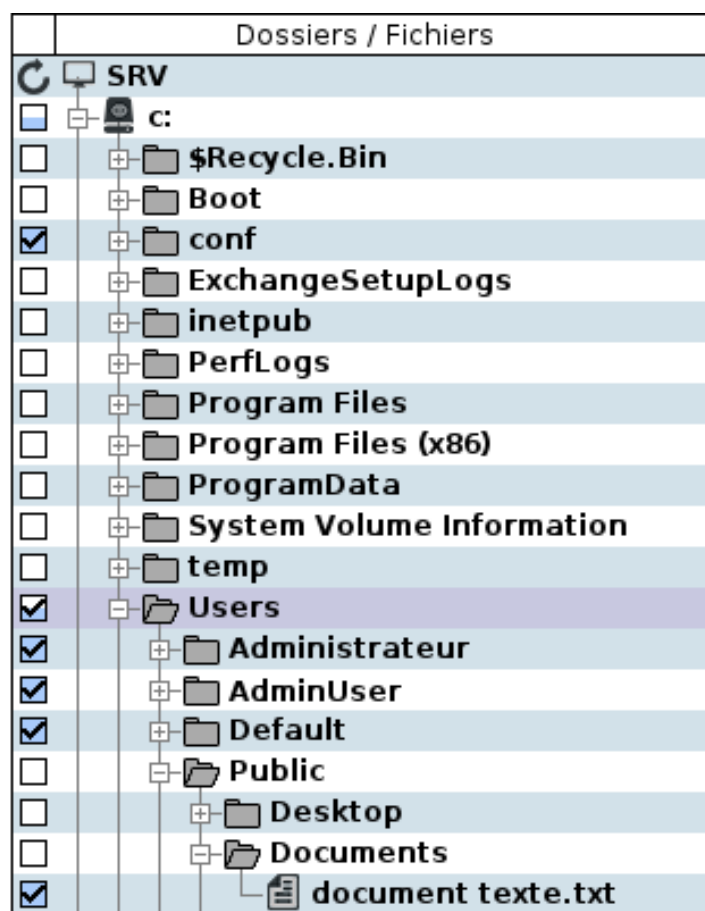 Dossiers / Fichiers
SRV
c:
$Recycle.Bin
Boot
conf
ExchangeSetupLogs
inetpub
PerfLogs
Program Files
Program Files (x86)
ProgramData
System Volume Information
temp
Users
Administrateur
AdminUser
Default
Public
Desktop
Documents
document texte.txt